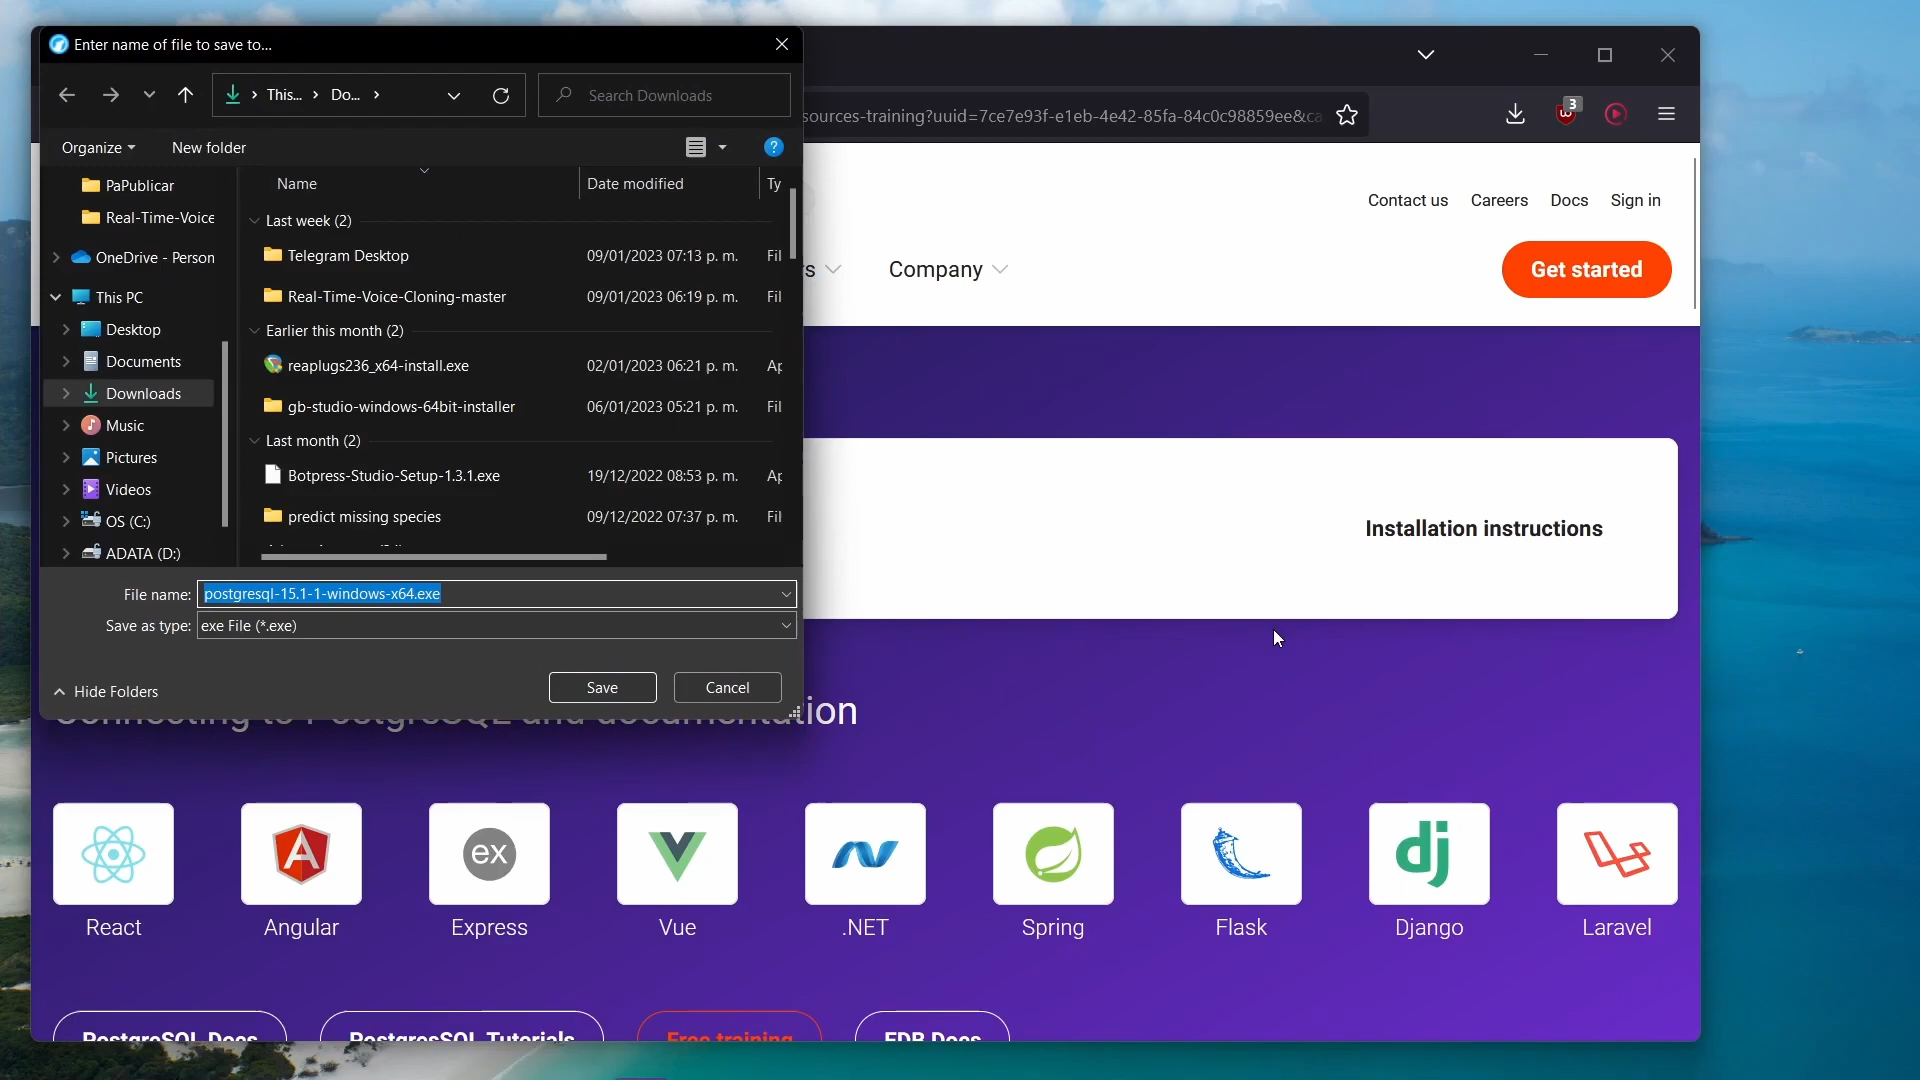 Enter name of file to save to...
This... Do...
Search Downloads
Organize
New folder
PaPublicar
Real-Time-Voice
OneDrive - Person
This PC
Desktop
Documents
Downloads
Music
Pictures
Videos
OS (C:)
ADATA (D:)
Name Date modified Ty
Last week (2)
Telegram Desktop 09/01/2023 07:13 p. m. Fil
Real-Time-Voice-Cloning-master 09/01/2023 06:19 p. m. Fil
Earlier this month (2)
reaplugs236_x64-install.exe 02/01/2023 06:21 p. m. Ap
gb-studio-windows-64bit-installer 06/01/2023 05:21 p. m. Fil
Last month (2)
Botpress-Studio-Setup-1.3.1.exe 19/12/2022 08:53 p. m. Ap
predict missing species 09/12/2022 07:37 p. m. Fil
File name: postgresql-15.1-1-windows-x64.exe
Save as type: exe File (*.exe)
Hide Folders
Save
Cancel
sources-training?uuid=7ce7e93f-e1eb-4e42-85fa-84c0c98859ee&ca
3
Contact us Careers Docs Sign in
rs Company
Get started
Installation instructions
Connecting to PostgreSQL and documentation
React
Angular
ex
Express
Vue
.NET
Spring
Flask
dj
Django
Laravel
PostgreSQL Docs
PostgresSQL Tutorials
Free training
EDB Docs